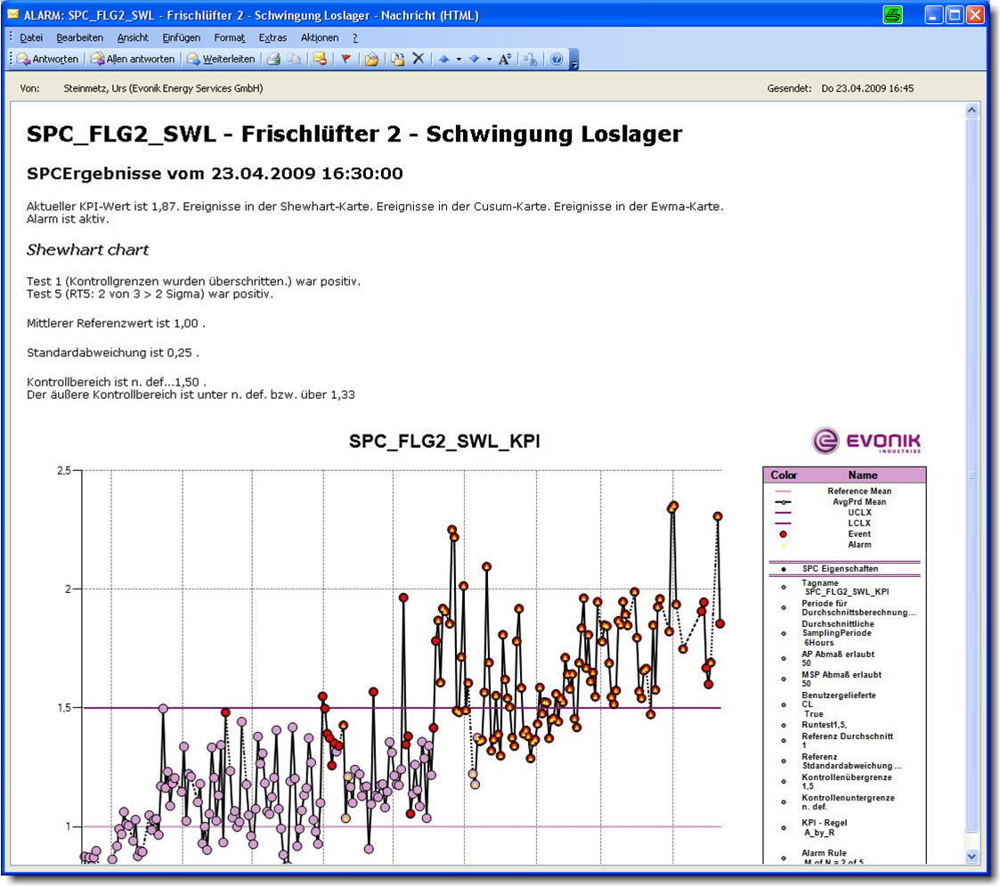 ALARM: SPC_FLG2_SWL - Frischlüfter 2 - Schwingung Loslager - Nachricht (HTML)
Datei Bearbeiten Ansicht Einfügen Format Extras Aktionen ?
Antworten Allen antworten Weiterleiten
Von: Steinmetz, Urs (Evonik Energy Services GmbH) Gesendet: Do 23.04.2009 16:45
SPC_FLG2_SWL - Frischlüfter 2 - Schwingung Loslager
SPCErgebnisse vom 23.04.2009 16:30:00
Aktueller KPI-Wert ist 1,87. Ereignisse in der Shewhart-Karte. Ereignisse in der Cusum-Karte. Ereignisse in der Ewma-Karte.
Alarm ist aktiv.
Shewhart chart
Test 1 (Kontrollgrenzen wurden überschritten.) war positiv.
Test 5 (RT5: 2 von 3 > 2 Sigma) war positiv.
Mittlerer Referenzwert ist 1,00 .
Standardabweichung ist 0,25 .
Kontrollbereich ist n. def...1,50 .
Der äußere Kontrollbereich ist unter n. def. bzw. über 1,33
SPC_FLG2_SWL_KPI
EVONIK
INDUSTRIES
2,5
2
1,5
1
Color Name
Reference Mean
AvgPrd Mean
UCLX
LCLX
Event
Alarm
SPC Eigenschaften
Tagname
SPC_FLG2_SWL_KPI
Periode für
Durchschnittsberechnung...
Durchschnittliche
SamplingPeriode
6Hours
AP Abmaß erlaubt
50
MSP Abmaß erlaubt
50
Benutzergelieferte
CL
True
Runtest1,5,
Referenz Durchschnitt
1
Referenz
Stdandardabweichung...
Kontrollenübergrenze
1,5
Kontrollenuntergrenze
n. def.
KPI - Regel
A_by_R
Alarm Rule
M of N = 2 of 5